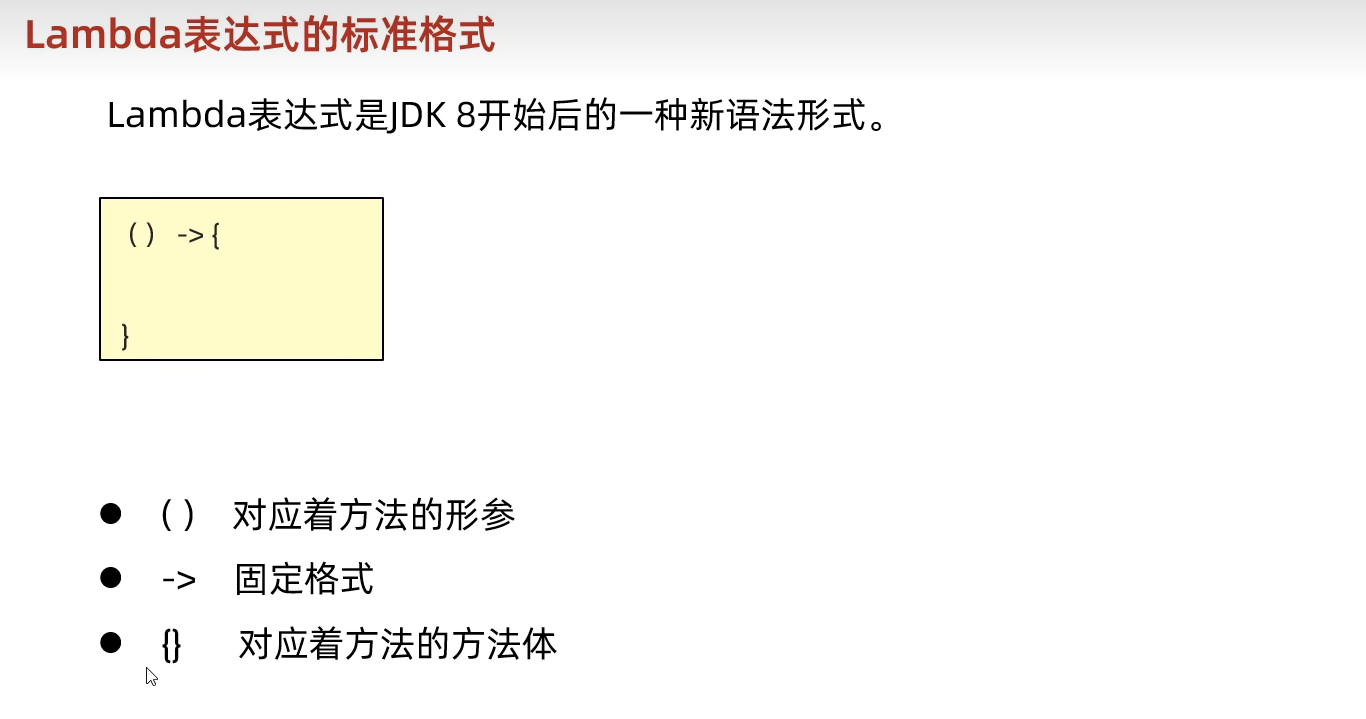 Lambda表达式的标准格式
Lambda表达式是JDK 8开始后的一种新语法形式。
() ->{
}
● () 对应着方法的形参
● -> 固定格式
● {} 对应着方法的方法体